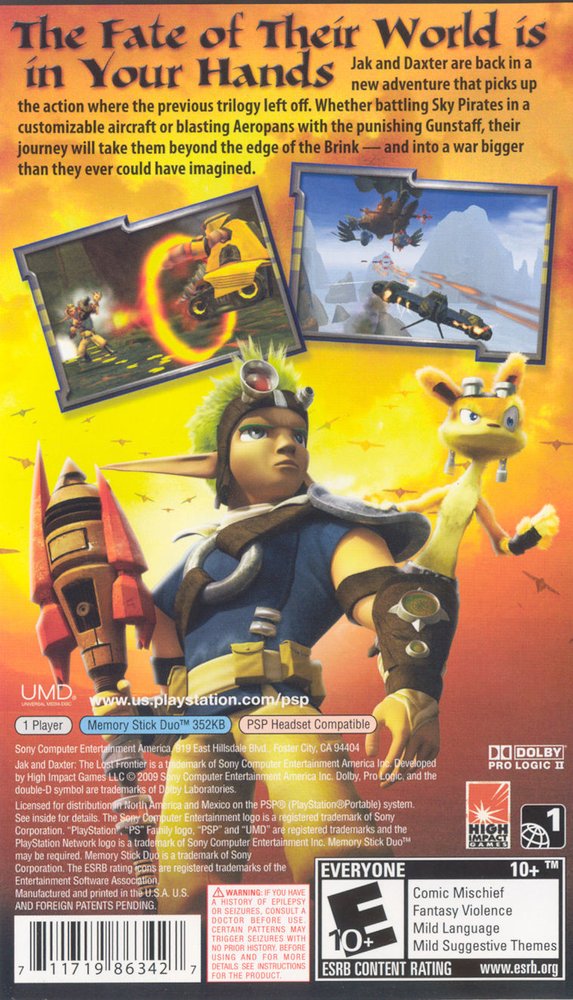 The Fate of Their World is
in Your Hands
Jak and Daxter are back in a
new adventure that picks up
the action where the previous trilogy left off. Whether battling Sky Pirates in a
customizable aircraft or blasting Aeropans with the punishing Gunstaff, their
journey will take them beyond the edge of the Brink — and into a war bigger
than they ever could have imagined.
UMD®
UNIVERSAL MEDIA DISC
www.us.playstation.com/psp
1 Player
Memory Stick Duo™ 352KB
PSP Headset Compatible
Sony Computer Entertainment America, 919 East Hillsdale Blvd., Foster City, CA 94404
Jak and Daxter: The Lost Frontier is a trademark of Sony Computer Entertainment America Inc. Developed
by High Impact Games LLC © 2009 Sony Computer Entertainment America Inc. Dolby, Pro Logic, and the
double-D symbol are trademarks of Dolby Laboratories.
Licensed for distribution in North America and Mexico on the PSP® (PlayStation®Portable) system.
See inside for details. The Sony Computer Entertainment logo is a registered trademark of Sony
Corporation. "PlayStation", "PS" Family logo, "PSP" and "UMD" are registered trademarks and the
PlayStation Network logo is a trademark of Sony Computer Entertainment Inc. Memory Stick Duo™
may be required. Memory Stick Duo is a trademark of Sony
Corporation. The ESRB rating icons are registered trademarks of the
Entertainment Software Association.
Manufactured and printed in the U.S.A. U.S.
AND FOREIGN PATENTS PENDING.
DOLBY
PRO LOGIC II
HIGH
IMPACT
GAMES
1
7 11719 86342 7
WARNING: IF YOU HAVE
A HISTORY OF EPILEPSY
OR SEIZURES, CONSULT A
DOCTOR BEFORE USE.
CERTAIN PATTERNS MAY
TRIGGER SEIZURES WITH
NO PRIOR HISTORY. BEFORE
USING AND FOR MORE
DETAILS SEE INSTRUCTIONS
FOR THE PRODUCT.
EVERYONE 10+ ™
E
10+
Comic Mischief
Fantasy Violence
Mild Language
Mild Suggestive Themes
ESRB CONTENT RATING www.esrb.org